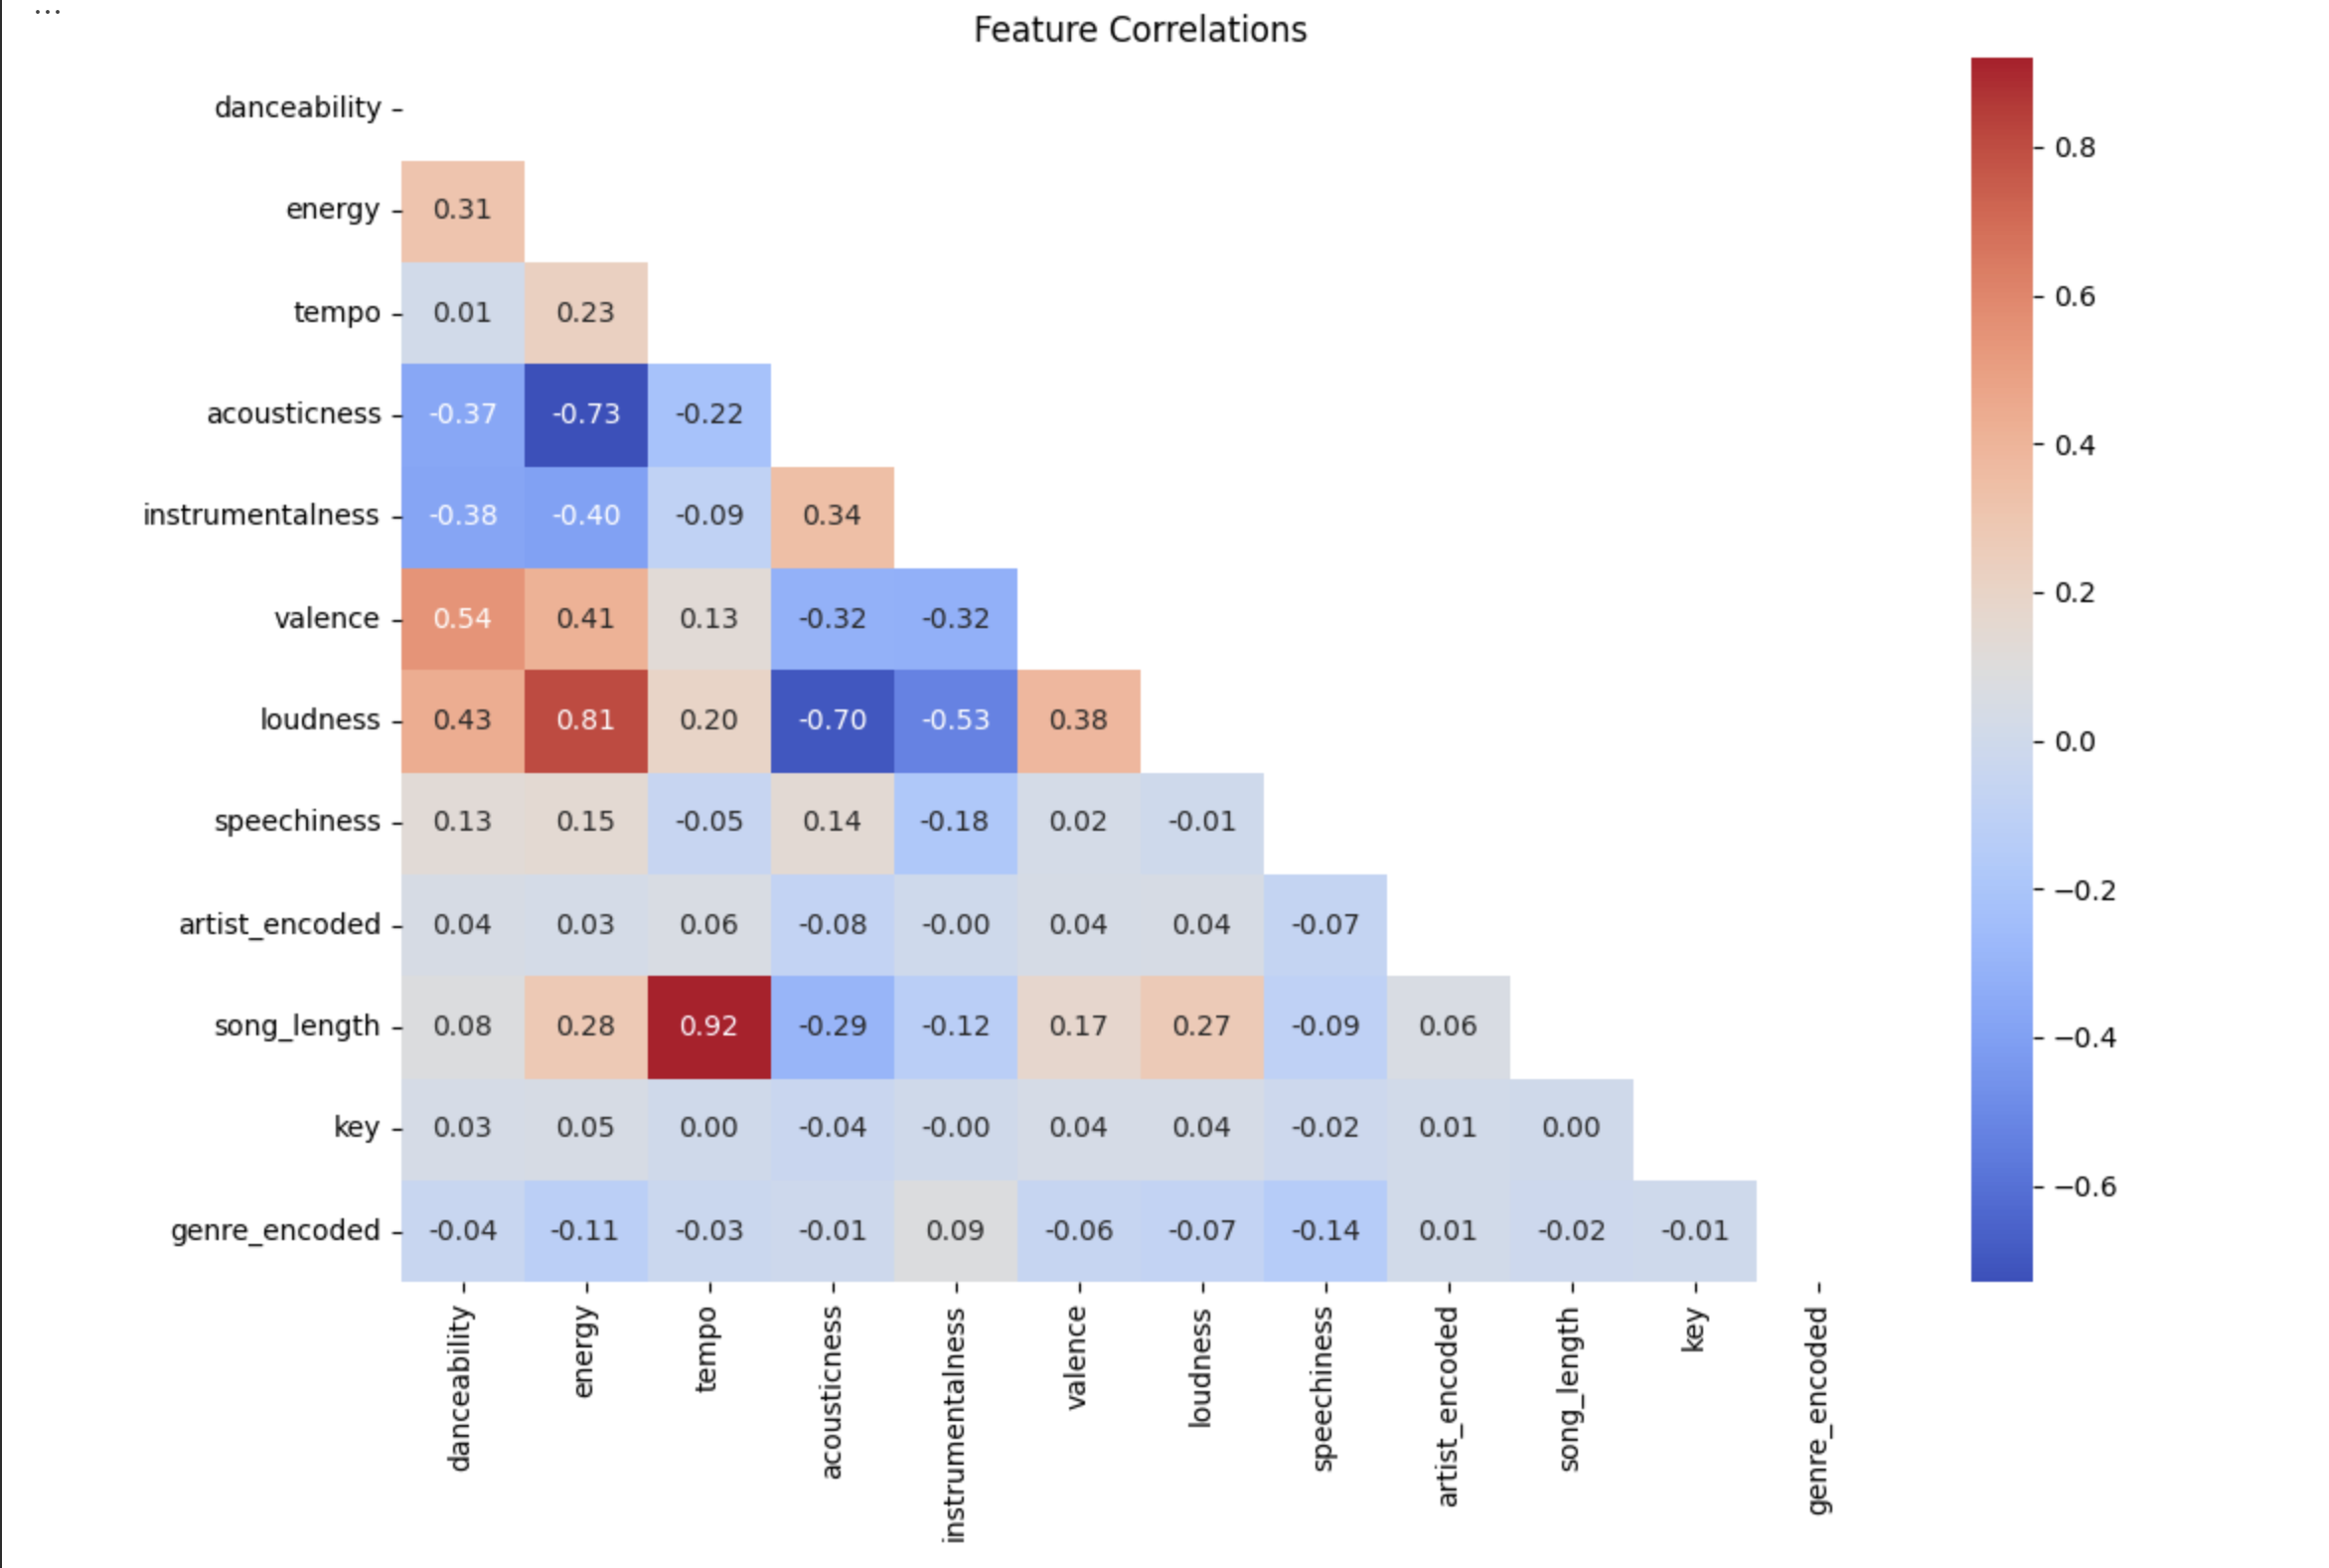 ...
Feature Correlations
danceability
energy 0.31
tempo 0.01 0.23
acousticness -0.37 -0.73 -0.22
instrumentalness -0.38 -0.40 -0.09 0.34
valence 0.54 0.41 0.13 -0.32 -0.32
loudness 0.43 0.81 0.20 -0.70 -0.53 0.38
speechiness 0.13 0.15 -0.05 0.14 -0.18 0.02 -0.01
artist_encoded 0.04 0.03 0.06 -0.08 -0.00 0.04 0.04 -0.07
song_length 0.08 0.28 0.92 -0.29 -0.12 0.17 0.27 -0.09 0.06
key 0.03 0.05 0.00 -0.04 -0.00 0.04 0.04 -0.02 0.01 0.00
genre_encoded -0.04 -0.11 -0.03 -0.01 0.09 -0.06 -0.07 -0.14 0.01 -0.02 -0.01
danceability
energy
tempo
acousticness
instrumentalness
valence
loudness
speechiness
artist_encoded
song_length
key
genre_encoded
0.8
0.6
0.4
0.2
0.0
−0.2
−0.4
−0.6